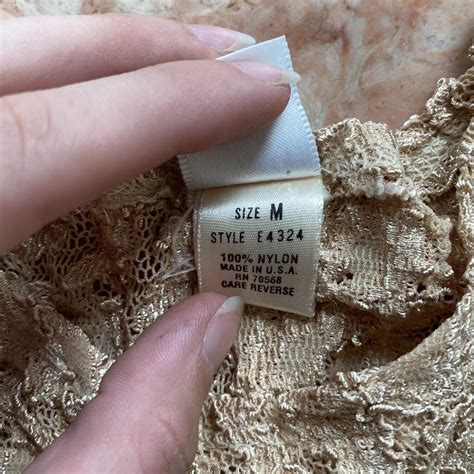 SIZE M
STYLE E4324
100% NYLON
MADE IN U.S.A.
RN 70568
CARE REVERSE